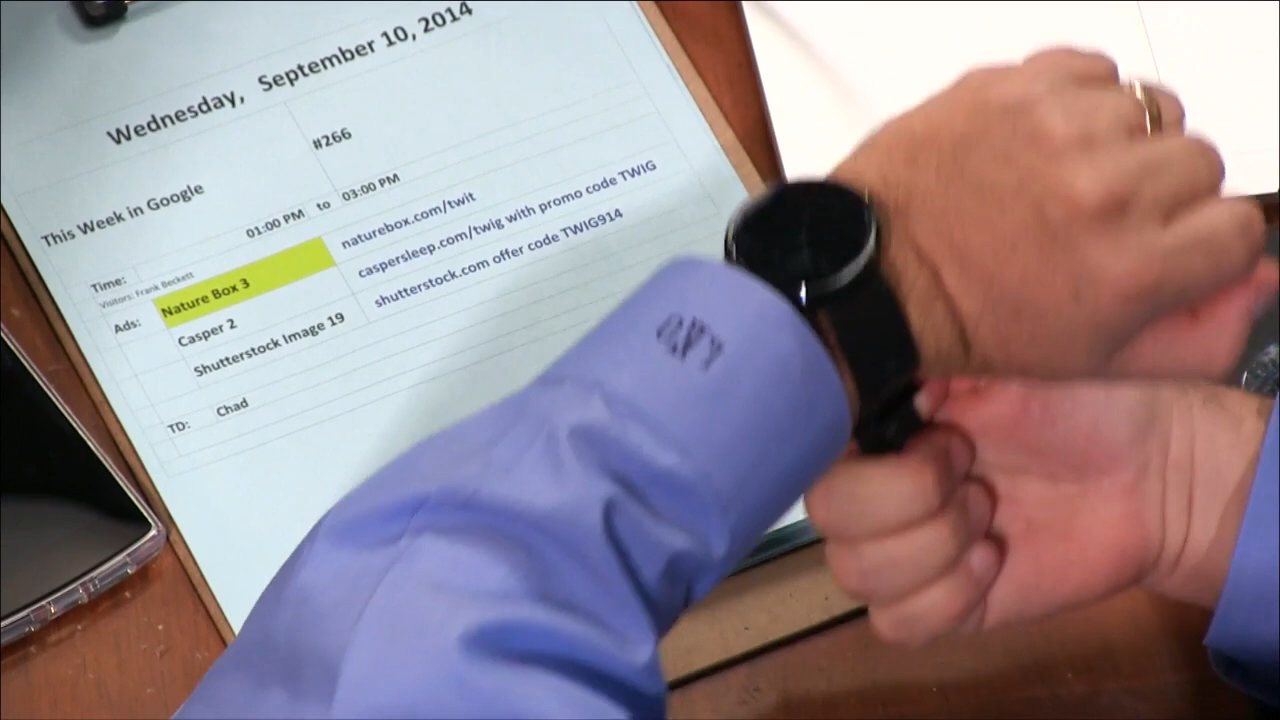 Wednesday, September 10, 2014
#266
This Week in Google
01:00 PM to 03:00 PM
Time:
Visitors: Frank Beckett
Ads:
Nature Box 3 naturebox.com/twit
Casper 2 caspersleep.com/twig with promo code TWIG
Shutterstock Image 19 shutterstock.com offer code TWIG914
TD: Chad